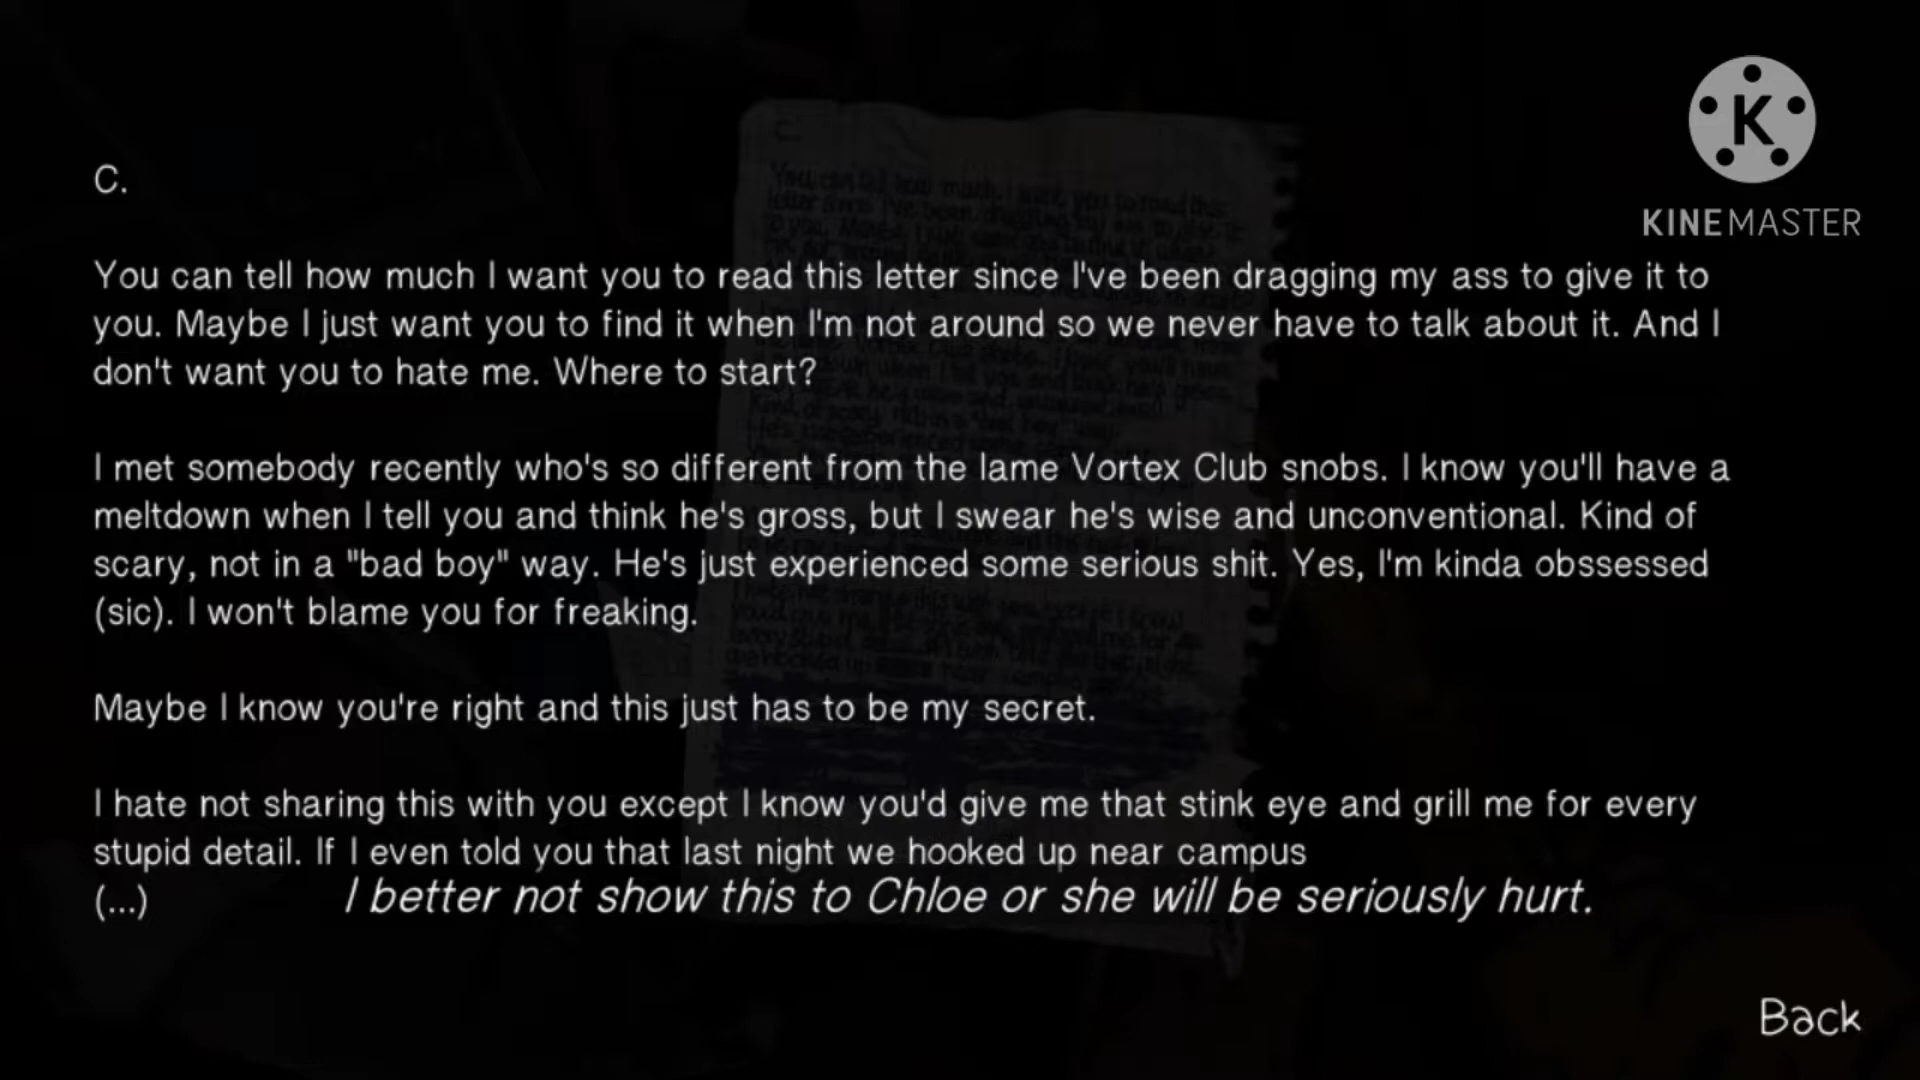 K
KINEMASTER
C.
You can tell how much I want you to read this letter since I've been dragging my ass to give it to
you. Maybe I just want you to find it when I'm not around so we never have to talk about it. And I
don't want you to hate me. Where to start?
I met somebody recently who's so different from the lame Vortex Club snobs. I know you'll have a
meltdown when I tell you and think he's gross, but I swear he's wise and unconventional. Kind of
scary, not in a "bad boy" way. He's just experienced some serious shit. Yes, I'm kinda obssessed
(sic). I won't blame you for freaking.
Maybe I know you're right and this just has to be my secret.
I hate not sharing this with you except I know you'd give me that stink eye and grill me for every
stupid detail. If I even told you that last night we hooked up near campus
(...)
I better not show this to Chloe or she will be seriously hurt.
Back